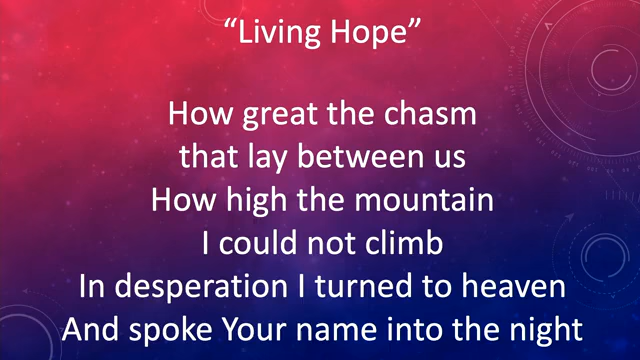 “Living Hope”
How great the chasm
that lay between us
How high the mountain
I could not climb
In desperation I turned to heaven
And spoke Your name into the night